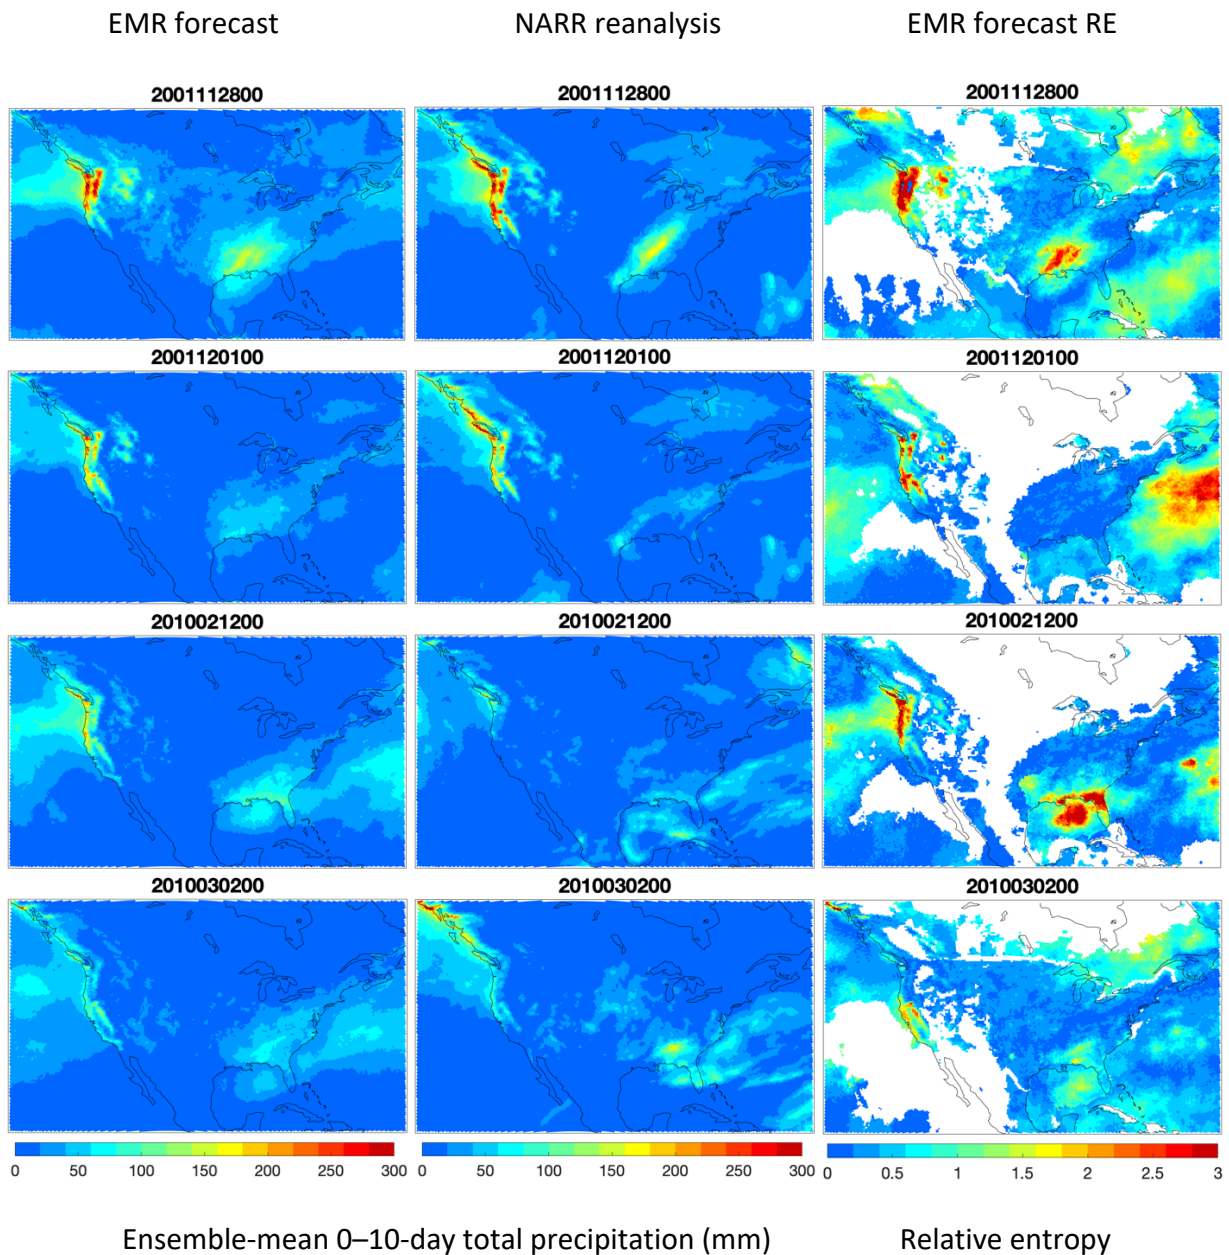 EMR forecast NARR reanalysis EMR forecast RE
2001112800 2001112800 2001112800
2001120100 2001120100 2001120100
2010021200 2010021200 2010021200
2010030200 2010030200 2010030200
0 50 100 150 200 250 300 0 50 100 150 200 250 300 0 0.5 1 1.5 2 2.5 3
Ensemble-mean 0–10-day total precipitation (mm) Relative entropy